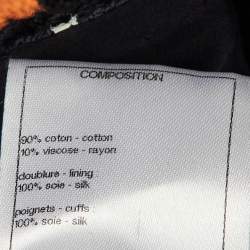 COMPOSITION
90% coton - cotton
10% viscose - rayon
doublure - lining :
100% soie - silk
poignets - cuffs :
100% soie - silk